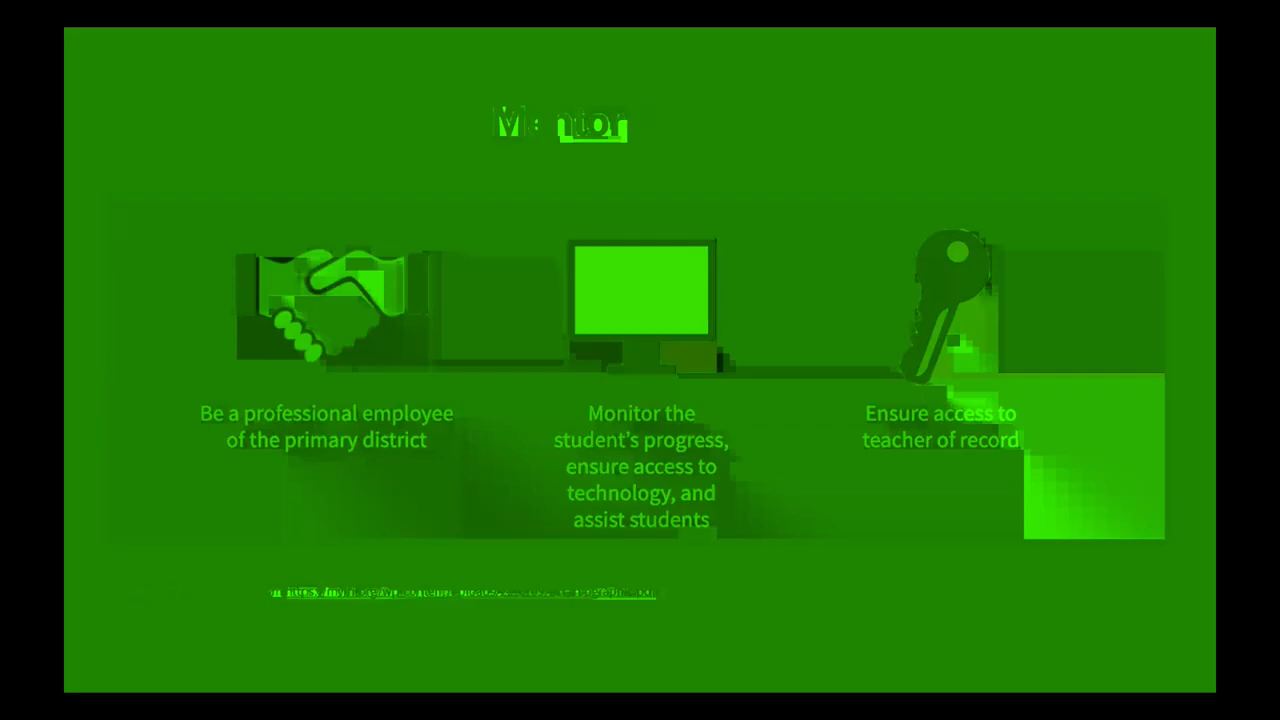 Mentor
Be a professional employee
of the primary district
Monitor the
student's progress,
ensure access to
technology, and
assist students
Ensure access to
teacher of record